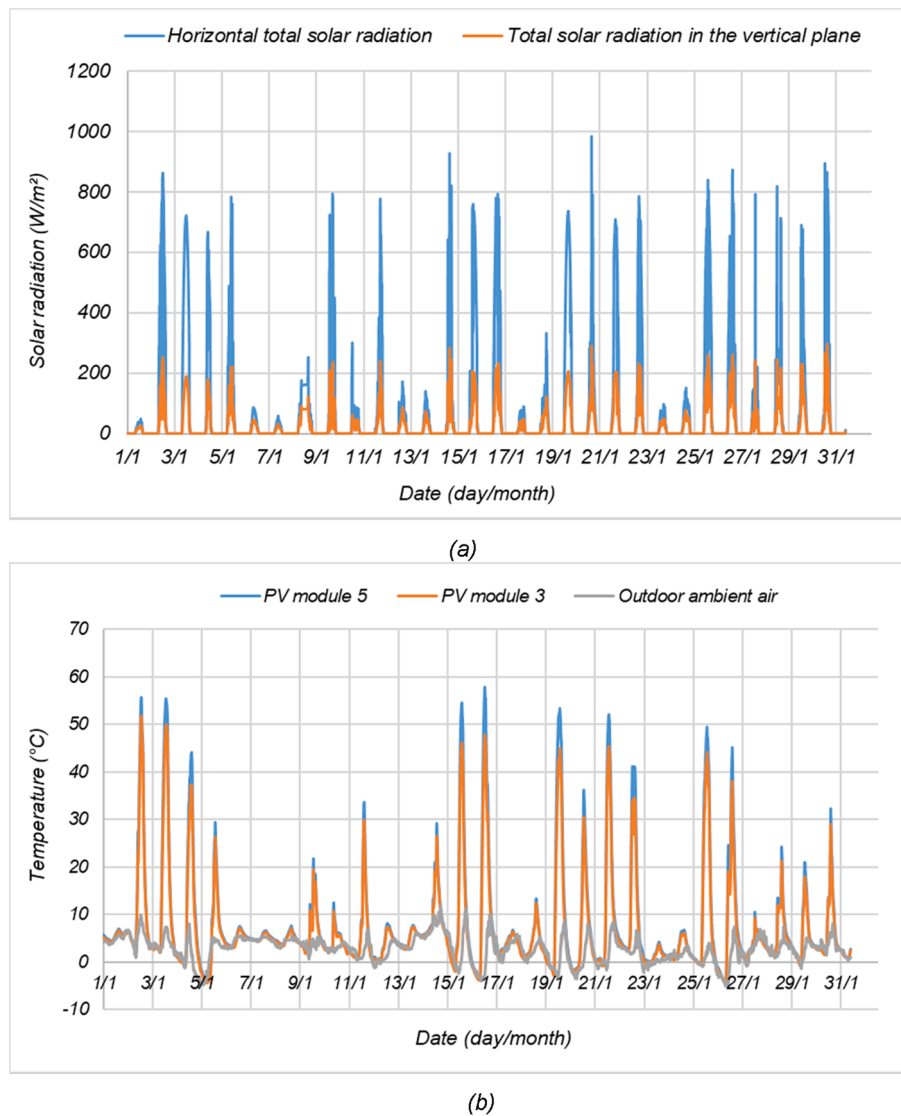 Horizontal total solar radiation Total solar radiation in the vertical plane
1200
1000
800
600
400
200
0
Solar radiation (W/m²)
1/1 3/1 5/1 7/1 9/1 11/1 13/1 15/1 17/1 19/1 21/1 23/1 25/1 27/1 29/1 31/1
Date (day/month)
(a)
PV module 5 PV module 3 Outdoor ambient air
70
60
50
40
30
20
10
0
-10
Temperature (°C)
1/1 3/1 5/1 7/1 9/1 11/1 13/1 15/1 17/1 19/1 21/1 23/1 25/1 27/1 29/1 31/1
Date (day/month)
(b)